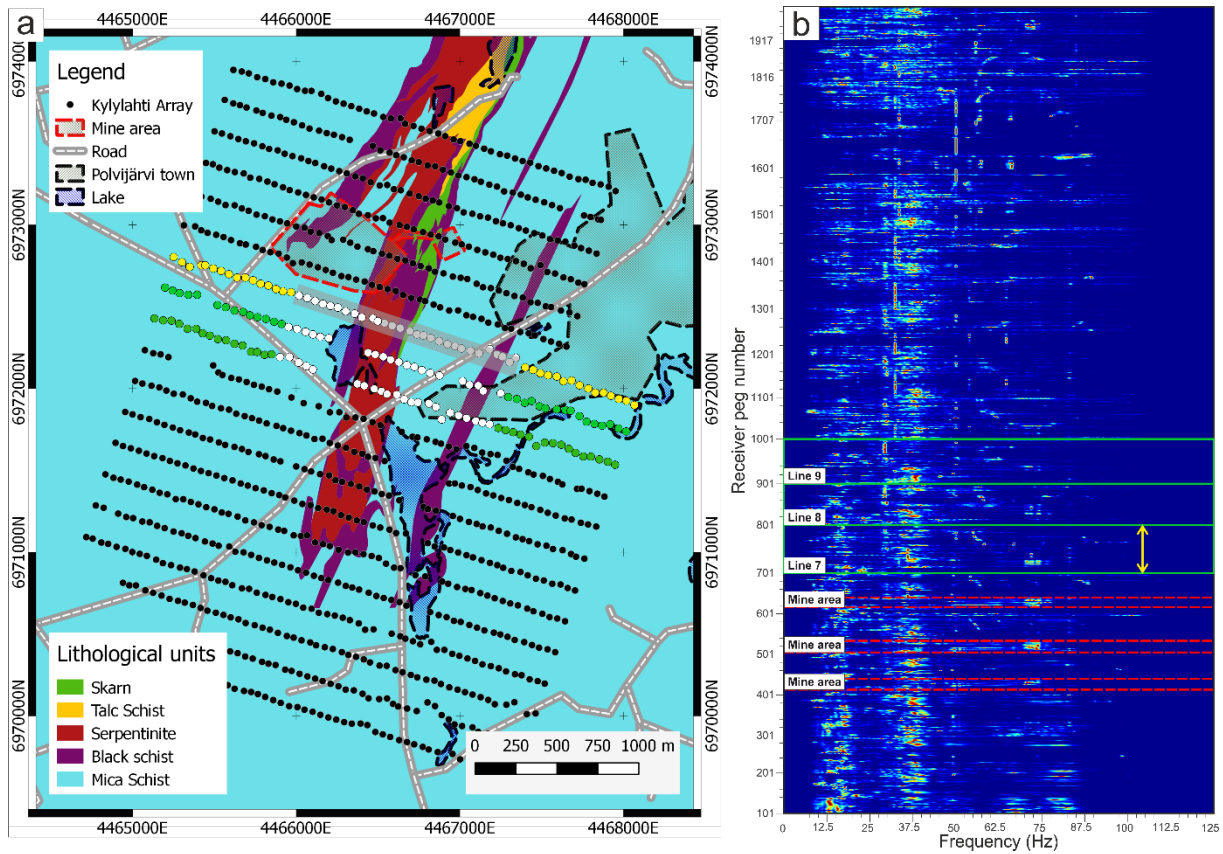 a
4465000E 4466000E 4467000E 4468000E
6974000N
6973000N
6972000N
6971000N
6970000N
Legend
Kylylahti Array
Mine area
Road
Polvijärvi town
Lake
Lithological units
Skarn
Talc Schist
Serpentinite
Black schist
Mica Schist
0 250 500 750 1000 m
6974000N
6973000N
6972000N
6971000N
6970000N
4465000E 4466000E 4467000E 4468000E
b
Receiver peg number
1917
1816
1707
1601
1501
1401
1301
1201
1101
1001
901
801
701
601
501
401
301
201
101
Line 9
Line 8
Line 7
Mine area
Mine area
Mine area
0 12.5 25 37.5 50 62.5 75 87.5 100 112.5 125
Frequency (Hz)